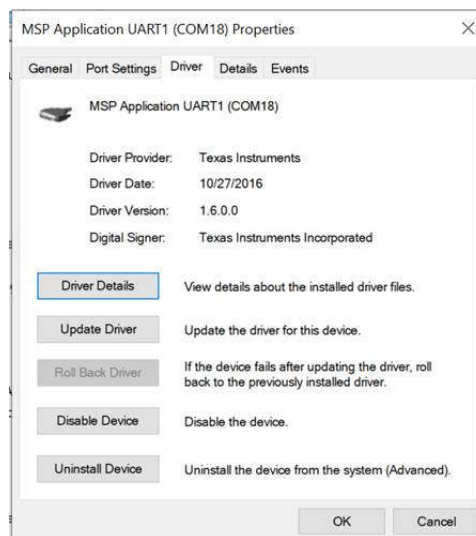 MSP Application UART1 (COM18) Properties
General Port Settings Driver Details Events
MSP Application UART1 (COM18)
Driver Provider: Texas Instruments
Driver Date: 10/27/2016
Driver Version: 1.6.0.0
Digital Signer: Texas Instruments Incorporated
Driver Details View details about the installed driver files.
Update Driver Update the driver for this device.
Roll Back Driver If the device fails after updating the driver, roll
back to the previously installed driver.
Disable Device Disable the device.
Uninstall Device Uninstall the device from the system (Advanced).
OK Cancel